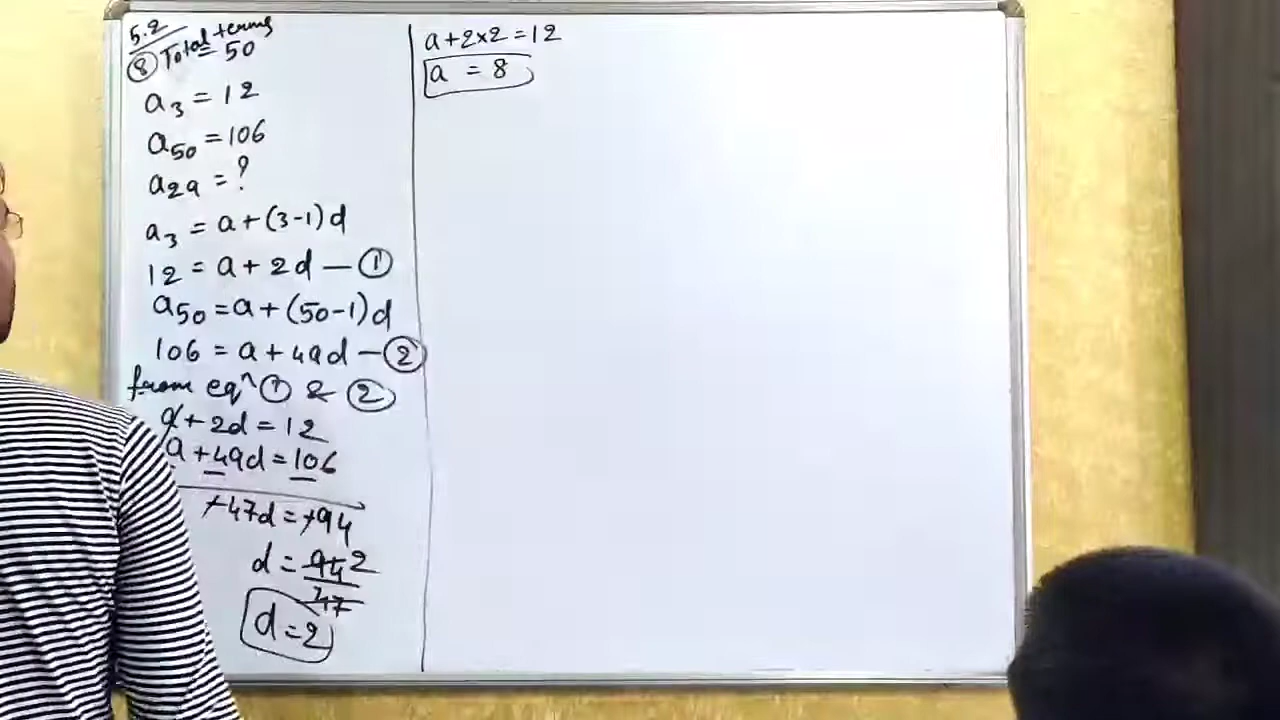 5.2
⑧ Total terms
= 50
a₃ = 12
a₅₀ = 106
a₂₉ = ?
a₃ = a + (3-1)d
12 = a + 2d — ①
a₅₀ = a + (50-1)d
106 = a + 49d — ②
from eqⁿ ① & ②
a + 2d = 12
a + 49d = 106
-47d = -94
d = 94 2
47
d = 2
a + 2×2 = 12
a = 8